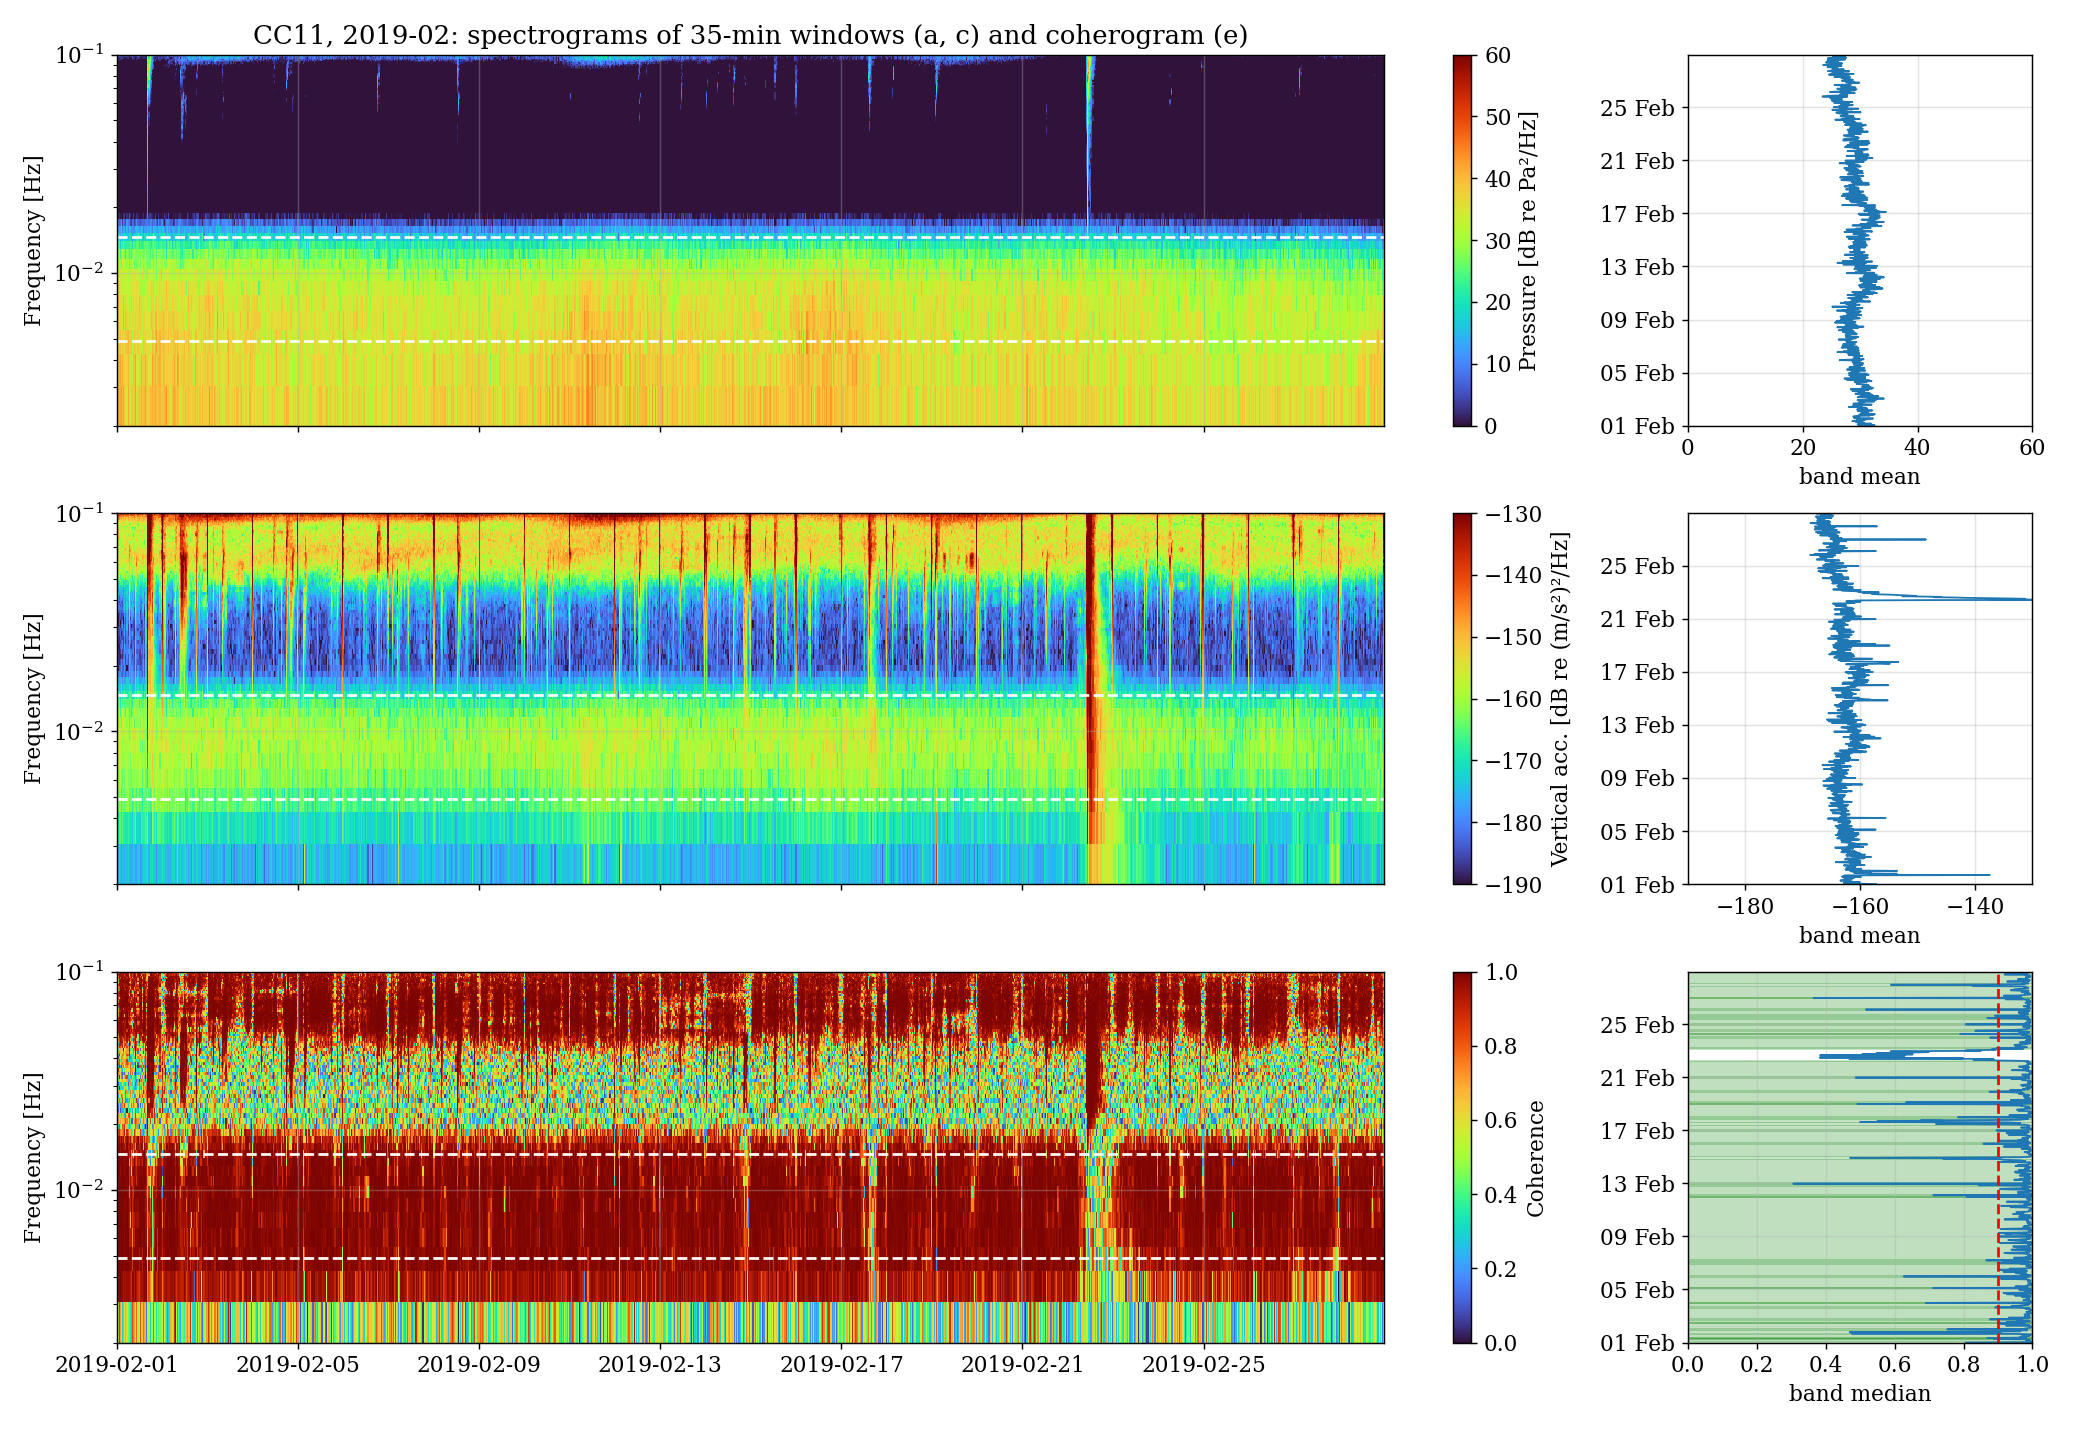 CC11, 2019-02: spectrograms of 35-min windows (a, c) and coherogram (e)
Frequency [Hz]
10⁻¹
10⁻²
60
50
40
30
20
10
0
Pressure [dB re Pa²/Hz]
25 Feb
21 Feb
17 Feb
13 Feb
09 Feb
05 Feb
01 Feb
0 20 40 60
band mean
Frequency [Hz]
10⁻¹
10⁻²
−130
−140
−150
−160
−170
−180
−190
Vertical acc. [dB re (m/s²)²/Hz]
25 Feb
21 Feb
17 Feb
13 Feb
09 Feb
05 Feb
01 Feb
−180 −160 −140
band mean
Frequency [Hz]
10⁻¹
10⁻²
2019-02-01 2019-02-05 2019-02-09 2019-02-13 2019-02-17 2019-02-21 2019-02-25
1.0
0.8
0.6
0.4
0.2
0.0
Coherence
25 Feb
21 Feb
17 Feb
13 Feb
09 Feb
05 Feb
01 Feb
0.0 0.2 0.4 0.6 0.8 1.0
band median